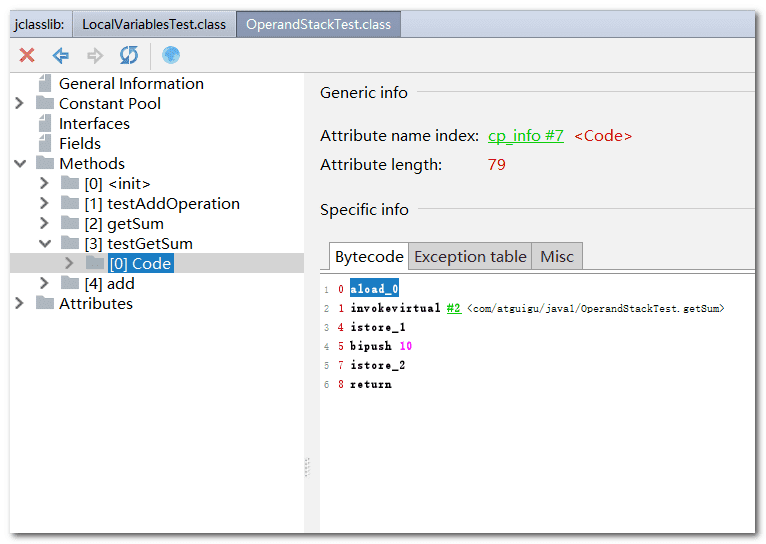 jclasslib: LocalVariablesTest.class OperandStackTest.class
General Information
Constant Pool
Interfaces
Fields
Methods
[0] <init>
[1] testAddOperation
[2] getSum
[3] testGetSum
[0] Code
[4] add
Attributes
Generic info
Attribute name index: cp_info #7 <Code>
Attribute length: 79
Specific info
Bytecode Exception table Misc
1 0 aload_0
2 1 invokevirtual #2 <com/atguigu/java1/OperandStackTest.getSum>
3 4 istore_1
4 5 bipush 10
5 7 istore_2
6 8 return